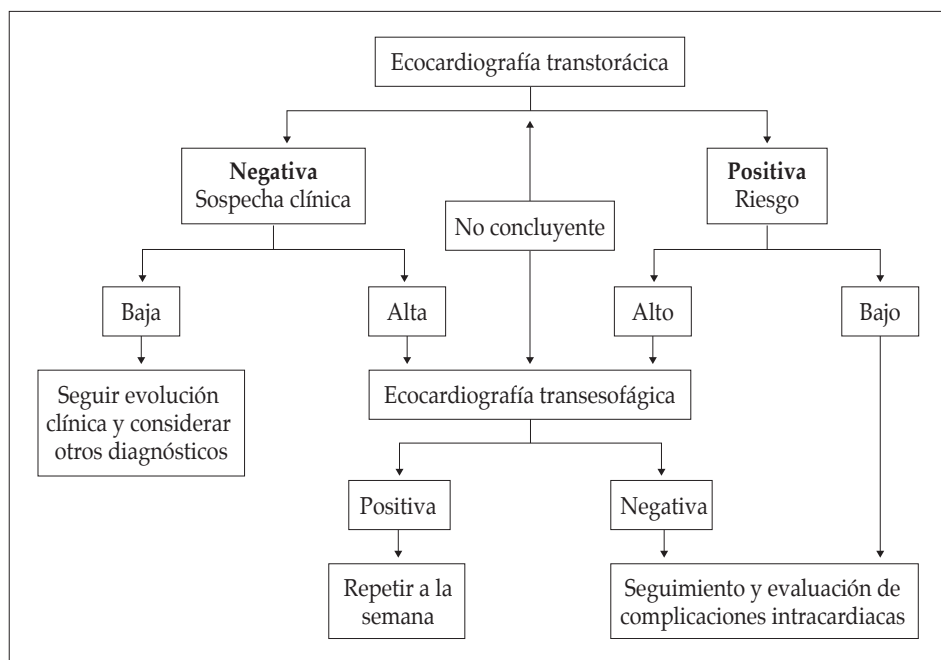 Ecocardiografía transtorácica
Negativa
Sospecha clínica
Positiva
Riesgo
No concluyente
Baja
Alta
Alto
Bajo
Seguir evolución
clínica y considerar
otros diagnósticos
Ecocardiografía transesofágica
Positiva
Negativa
Repetir a la
semana
Seguimiento y evaluación de
complicaciones intracardiacas